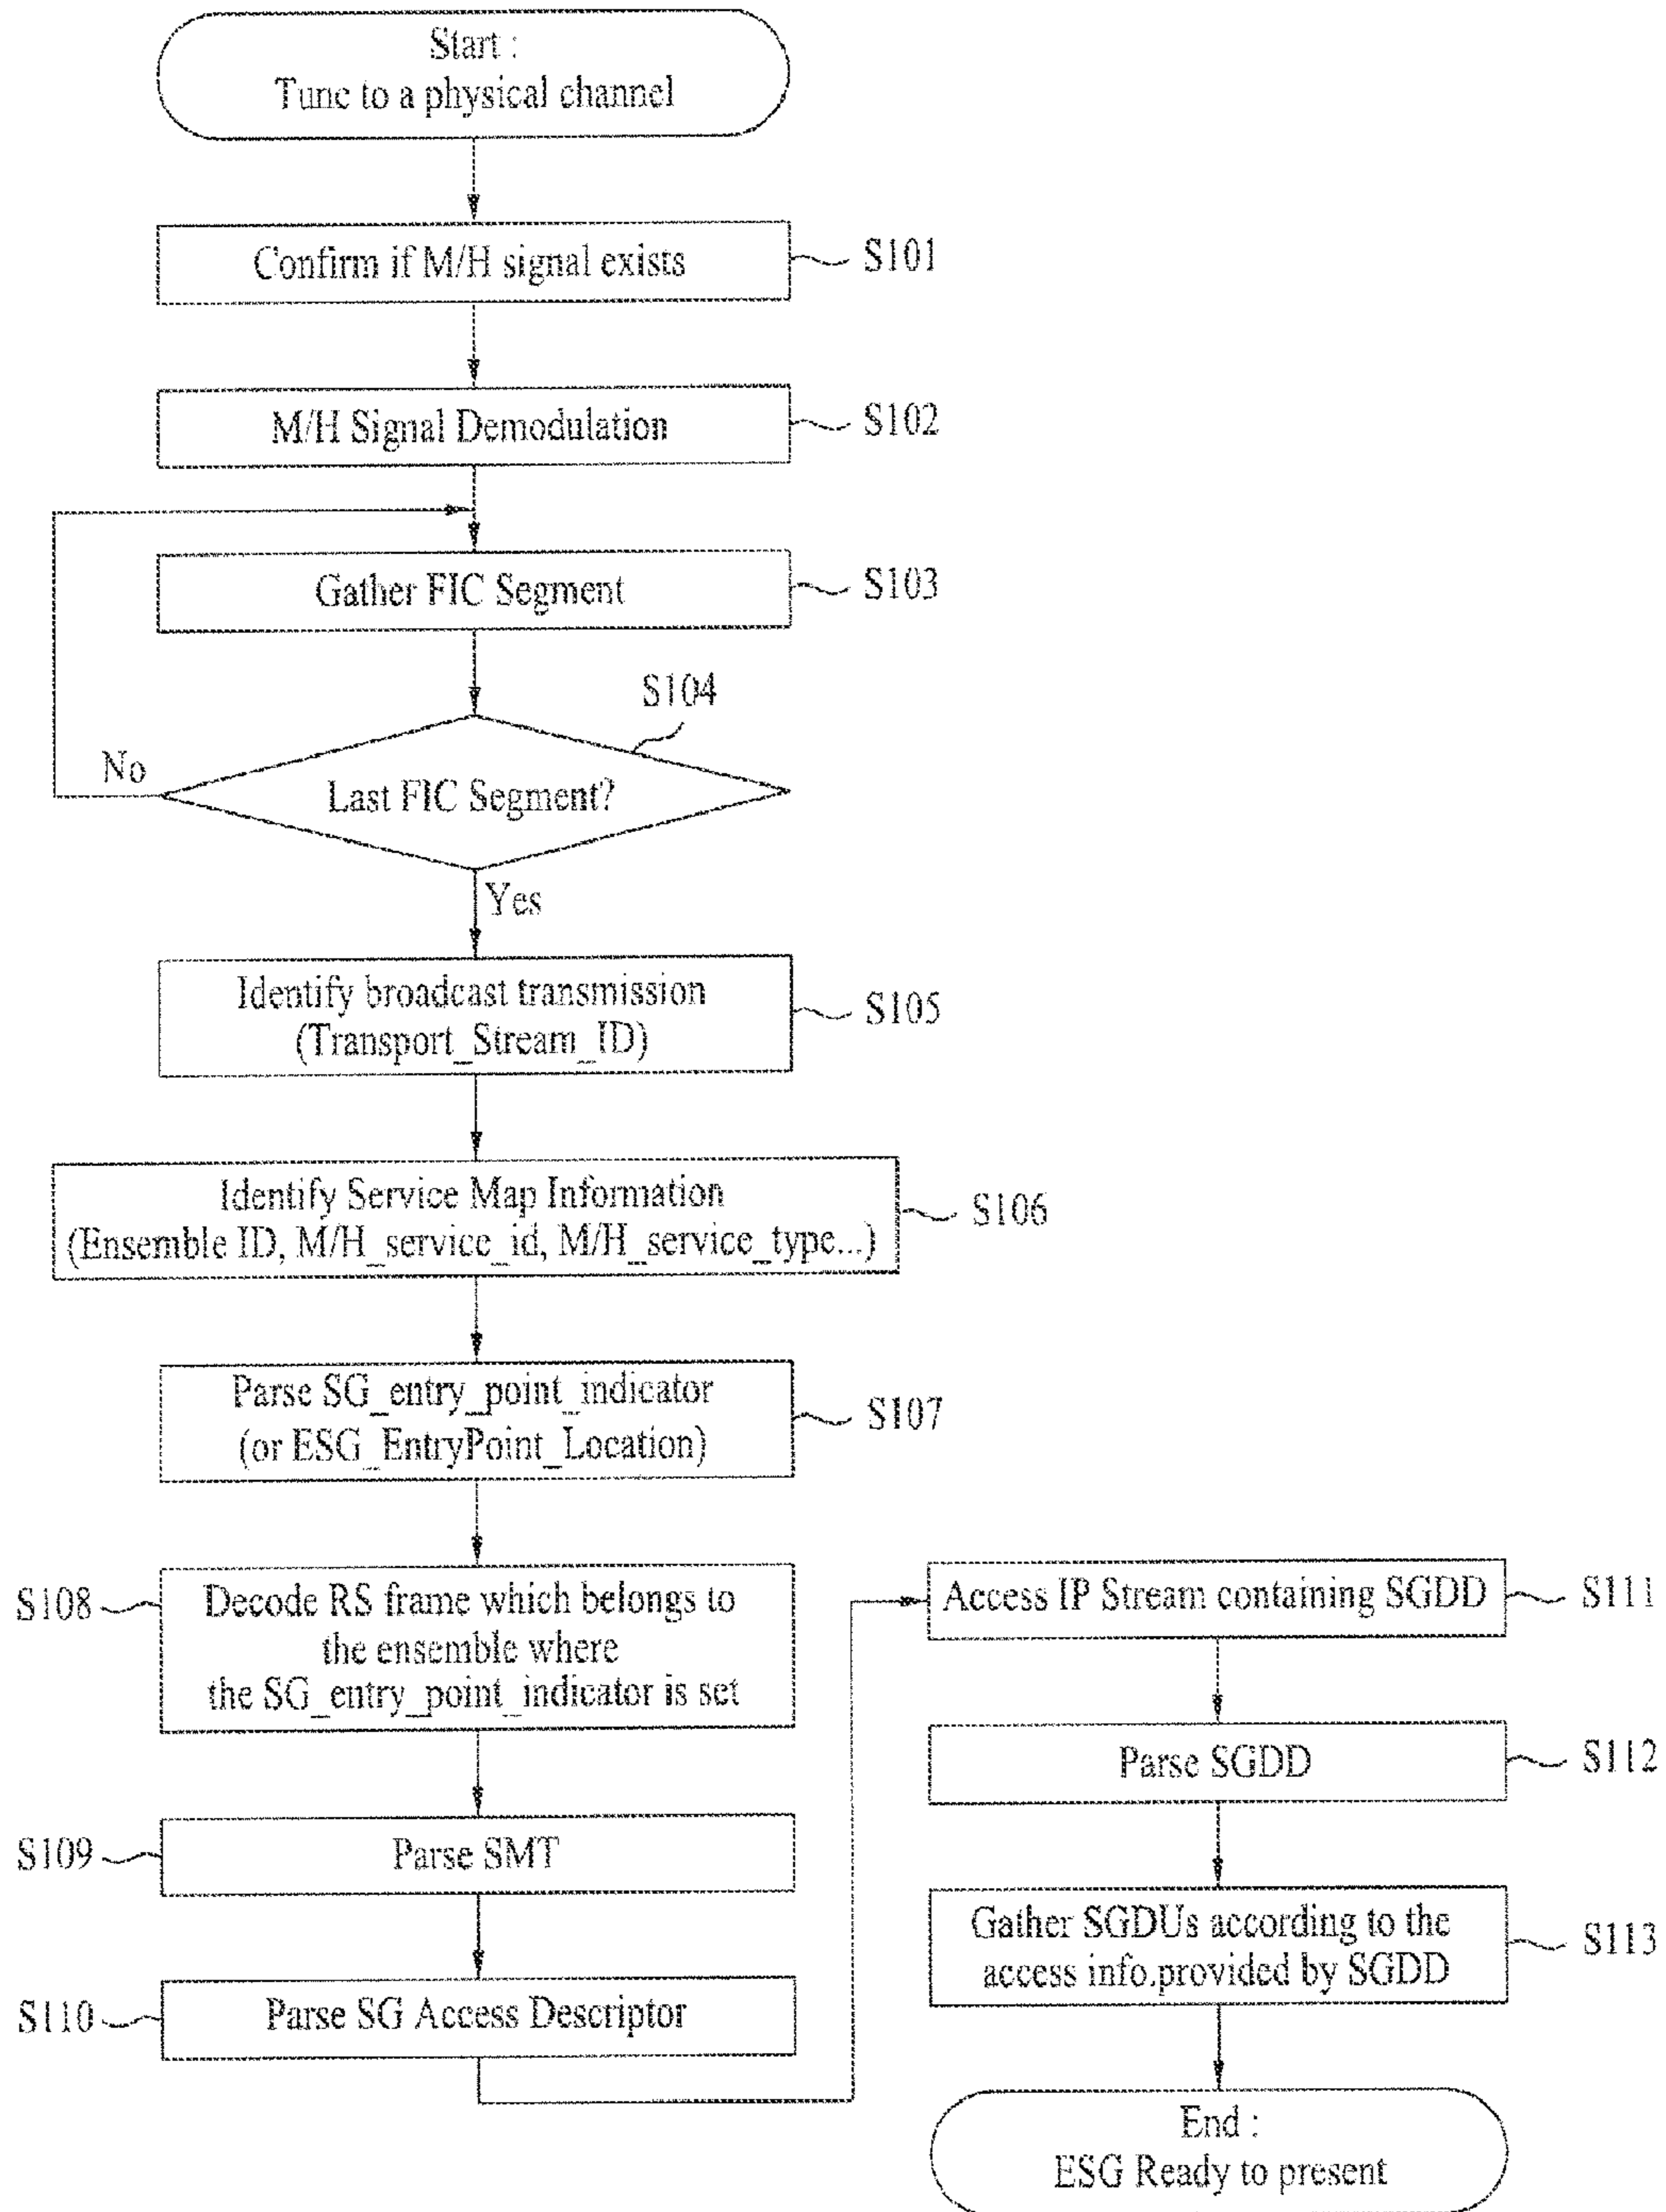 Start :
Tune to a physical channel
Confirm if M/H signal exists
S101
M/H Signal Demodulation
S102
Gather FIC Segment
S103
S104
No
Last FIC Segment?
Yes
Identify broadcast transmission
(Transport_Stream_ID)
S105
Identify Service Map Information
(Ensemble ID, M/H_service_id, M/H_service_type...)
S106
Parse SG_entry_point_indicator
(or ESG_EntryPoint_Location)
S107
S108
Decode RS frame which belongs to
the ensemble where
the SG_entry_point_indicator is set
S109
Parse SMT
S110
Parse SG Access Descriptor
Access IP Stream containing SGDD
S111
Parse SGDD
S112
Gather SGDUs according to the
access info.provided by SGDD
S113
End :
ESG Ready to present